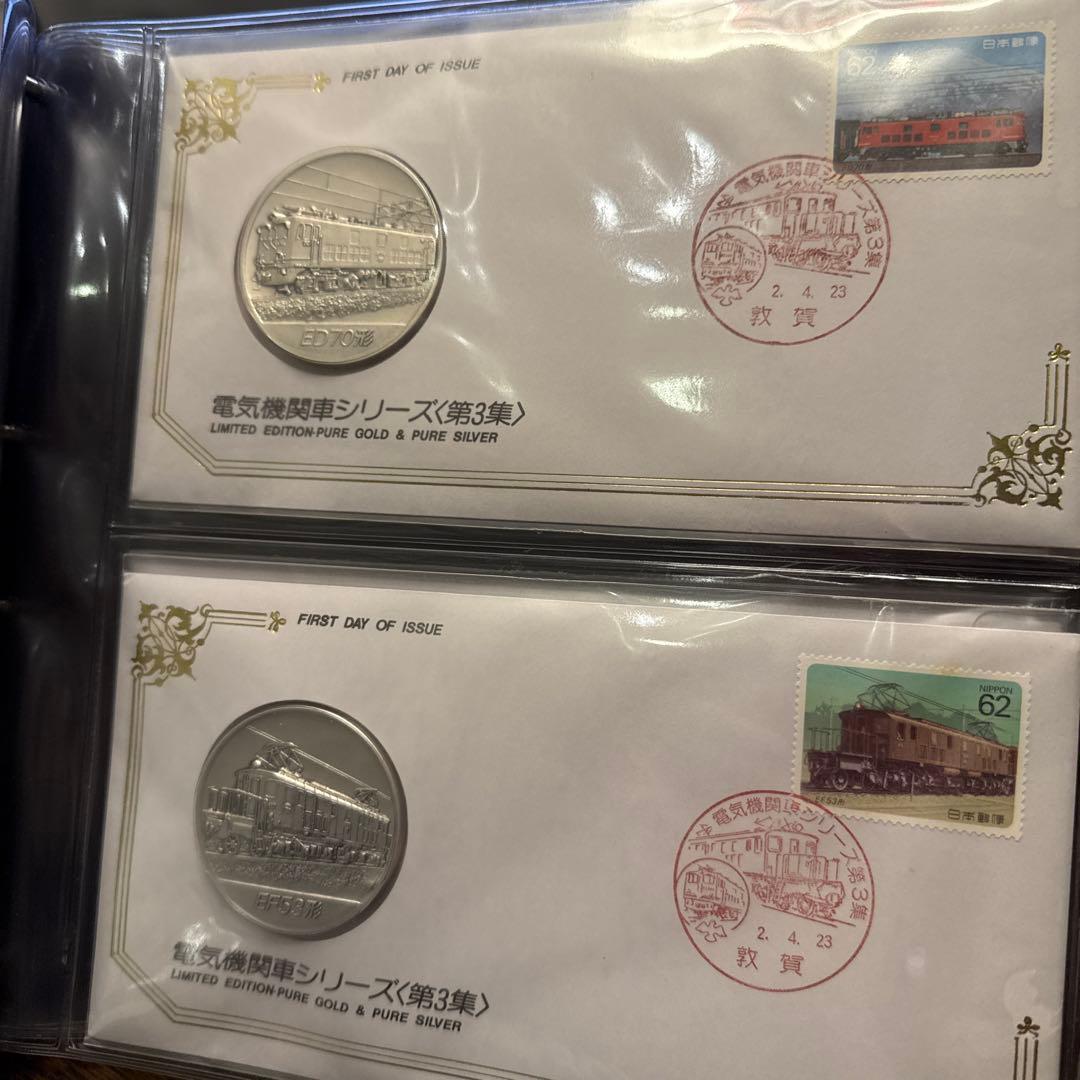 FIRST DAY OF ISSUE
日本郵便
62
電気機関車シリーズ第3集
2. 4. 23
敦賀
ED70形
電気機関車シリーズ〈第3集〉
LIMITED EDITION·PURE GOLD & PURE SILVER
FIRST DAY OF ISSUE
NIPPON
62
EF53形
日本郵便
電気機関車シリーズ第3集
2. 4. 23
敦賀
EF53形
電気機関車シリーズ〈第3集〉
LIMITED EDITION·PURE GOLD & PURE SILVER